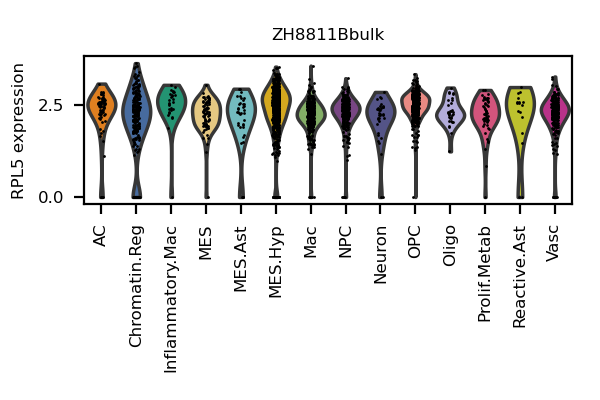 ZH8811Bbulk
RPL5 expression
2.5
0.0
AC
Chromatin.Reg
Inflammatory.Mac
MES
MES.Ast
MES.Hyp
Mac
NPC
Neuron
OPC
Oligo
Prolif.Metab
Reactive.Ast
Vasc